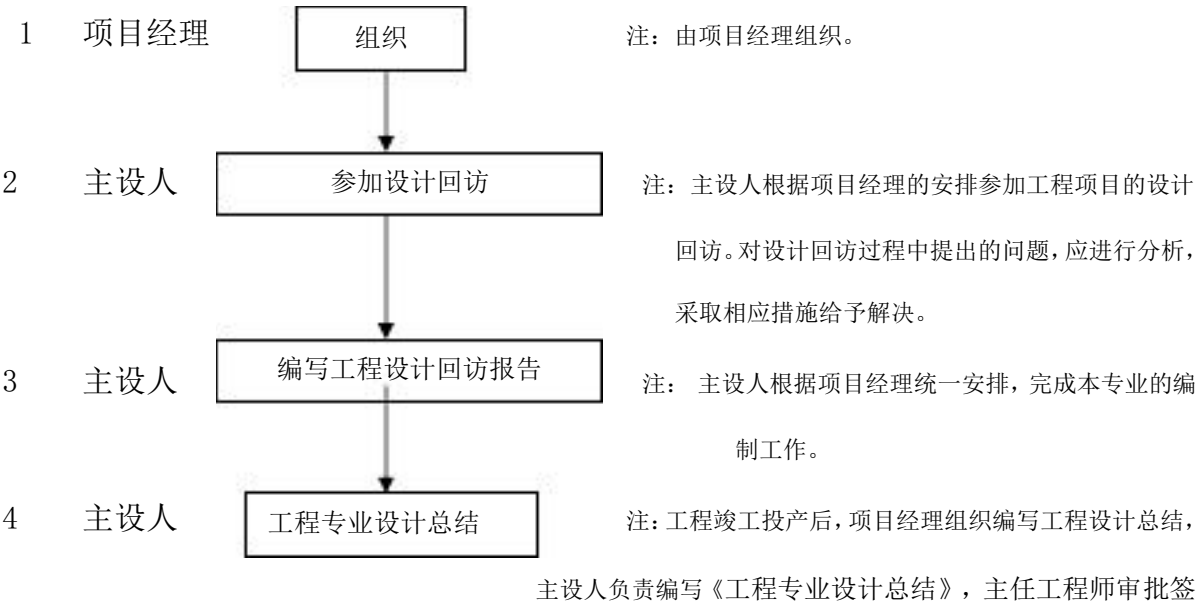 1 项目经理 组织 注：由项目经理组织。
2 主设人 参加设计回访 注：主设人根据项目经理的安排参加工程项目的设计
回访。对设计回访过程中提出的问题，应进行分析，
采取相应措施给予解决。
3 主设人 编写工程设计回访报告 注： 主设人根据项目经理统一安排，完成本专业的编
制工作。
4 主设人 工程专业设计总结 注：工程竣工投产后，项目经理组织编写工程设计总结，
主设人负责编写《工程专业设计总结》，主任工程师审批签